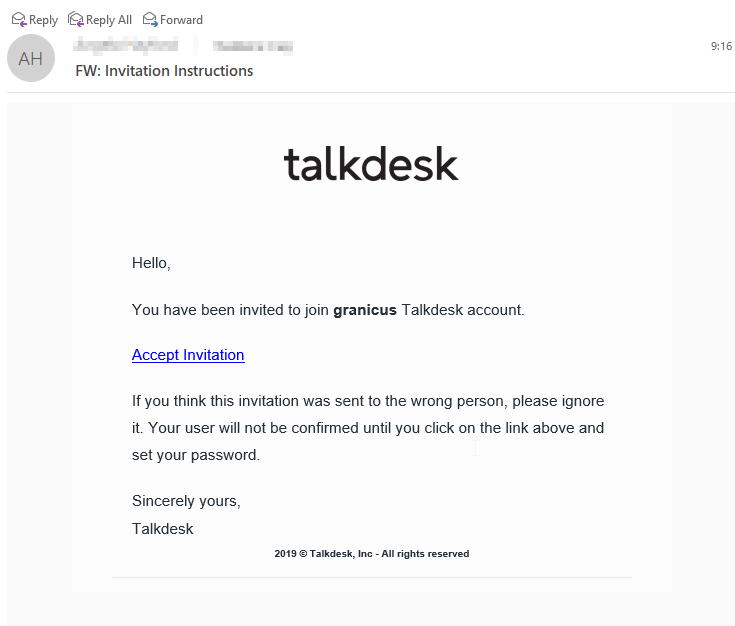 Reply Reply All Forward
AH
9:16
FW: Invitation Instructions
talkdesk
Hello,
You have been invited to join granicus Talkdesk account.
Accept Invitation
If you think this invitation was sent to the wrong person, please ignore
it. Your user will not be confirmed until you click on the link above and
set your password.
Sincerely yours,
Talkdesk
2019 © Talkdesk, Inc - All rights reserved